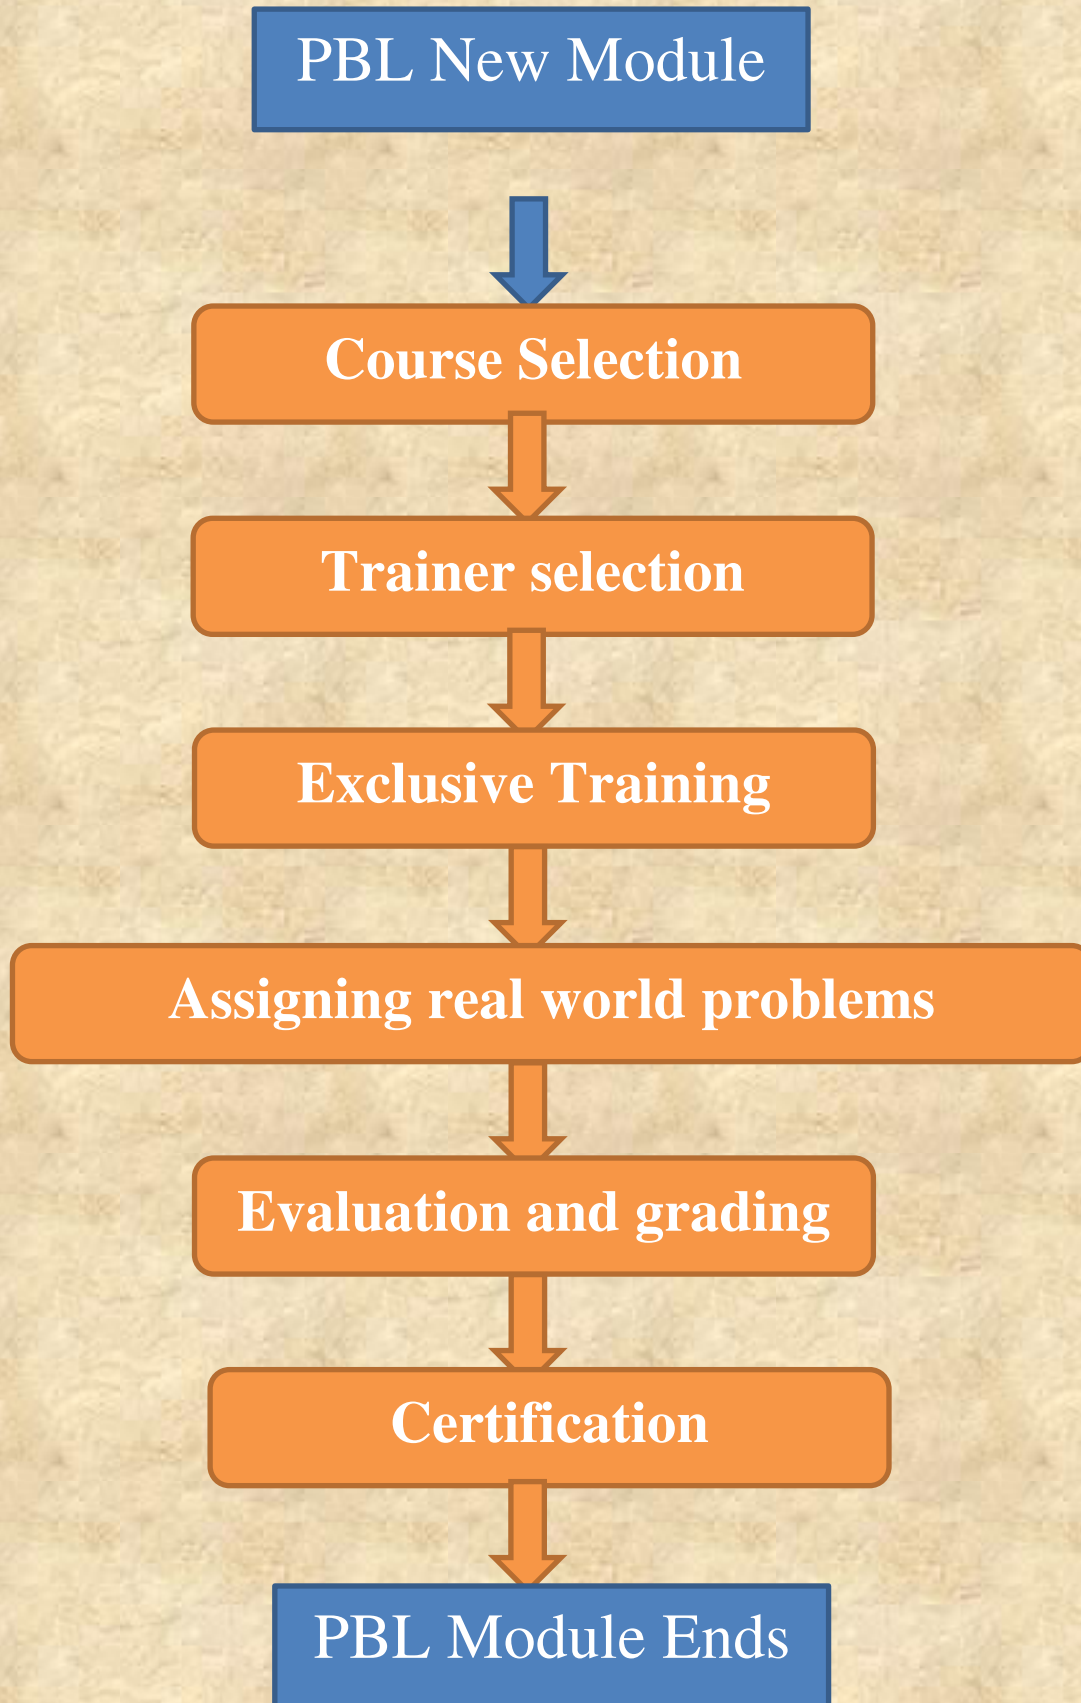 PBL New Module
Course Selection
Trainer selection
Exclusive Training
Assigning real world problems
Evaluation and grading
Certification
PBL Module Ends